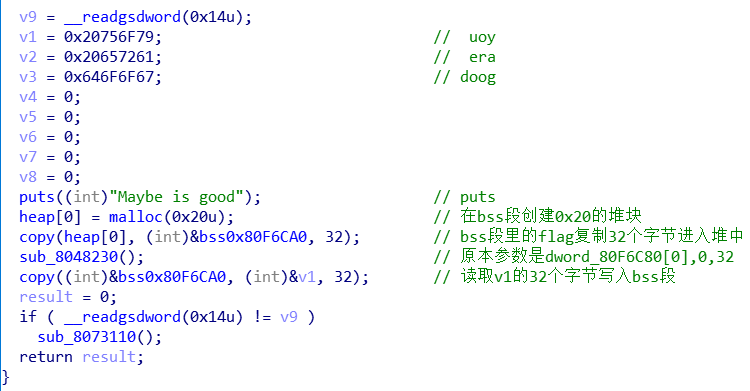 v9 = __readgsdword(0x14u);
v1 = 0x20756F79; //  uoy
v2 = 0x20657261; //  era
v3 = 0x646F6F67; // doog
v4 = 0;
v5 = 0;
v6 = 0;
v7 = 0;
v8 = 0;
puts((int)"Maybe is good"); // puts
heap[0] = malloc(0x20u); // 在bss段创建0x20的堆块
copy(heap[0], (int)&bss0x80F6CA0, 32); // bss段里的flag复制32个字节进入堆中
sub_8048230(); // 原本参数是dword_80F6C80[0],0,32
copy((int)&bss0x80F6CA0, (int)&v1, 32); // 读取v1的32个字节写入bss段
result = 0;
if ( __readgsdword(0x14u) != v9 )
sub_8073110();
return result;
}